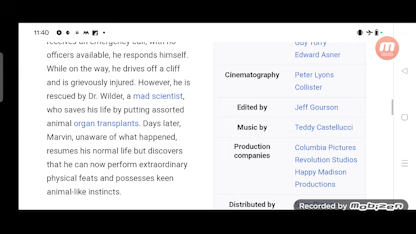 11:40
receives an emergency call, with no
officers available, he responds himself.
While on the way, he drives off a cliff
and is grievously injured. However, he is
rescued by Dr. Wilder, a mad scientist,
who saves his life by putting assorted
animal organ transplants. Days later,
Marvin, unaware of what happened,
resumes his normal life but discovers
that he can now perform extraordinary
physical feats and possesses keen
animal-like instincts.
Guy Torry
Edward Asner
Cinematography Peter Lyons
Collister
Edited by Jeff Gourson
Music by Teddy Castellucci
Production Columbia Pictures
companies Revolution Studios
Happy Madison
Productions
Distributed by
Recorded by Mobizen